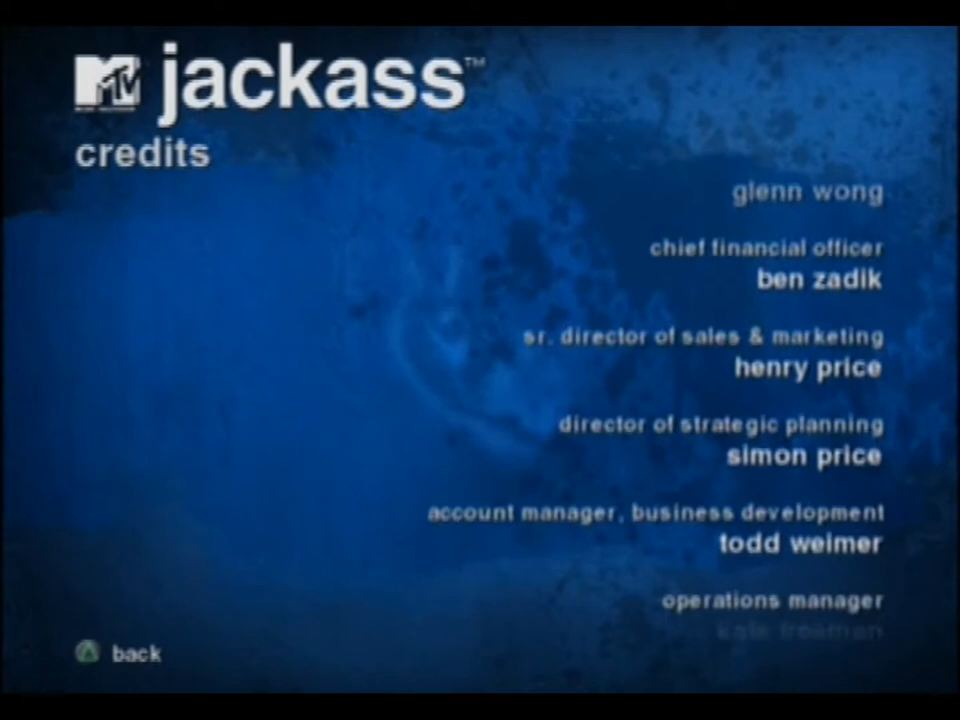 MTV jackass™
credits
glenn wong
chief financial officer
ben zadik
sr. director of sales & marketing
henry price
director of strategic planning
simon price
account manager, business development
todd weimer
operations manager
back